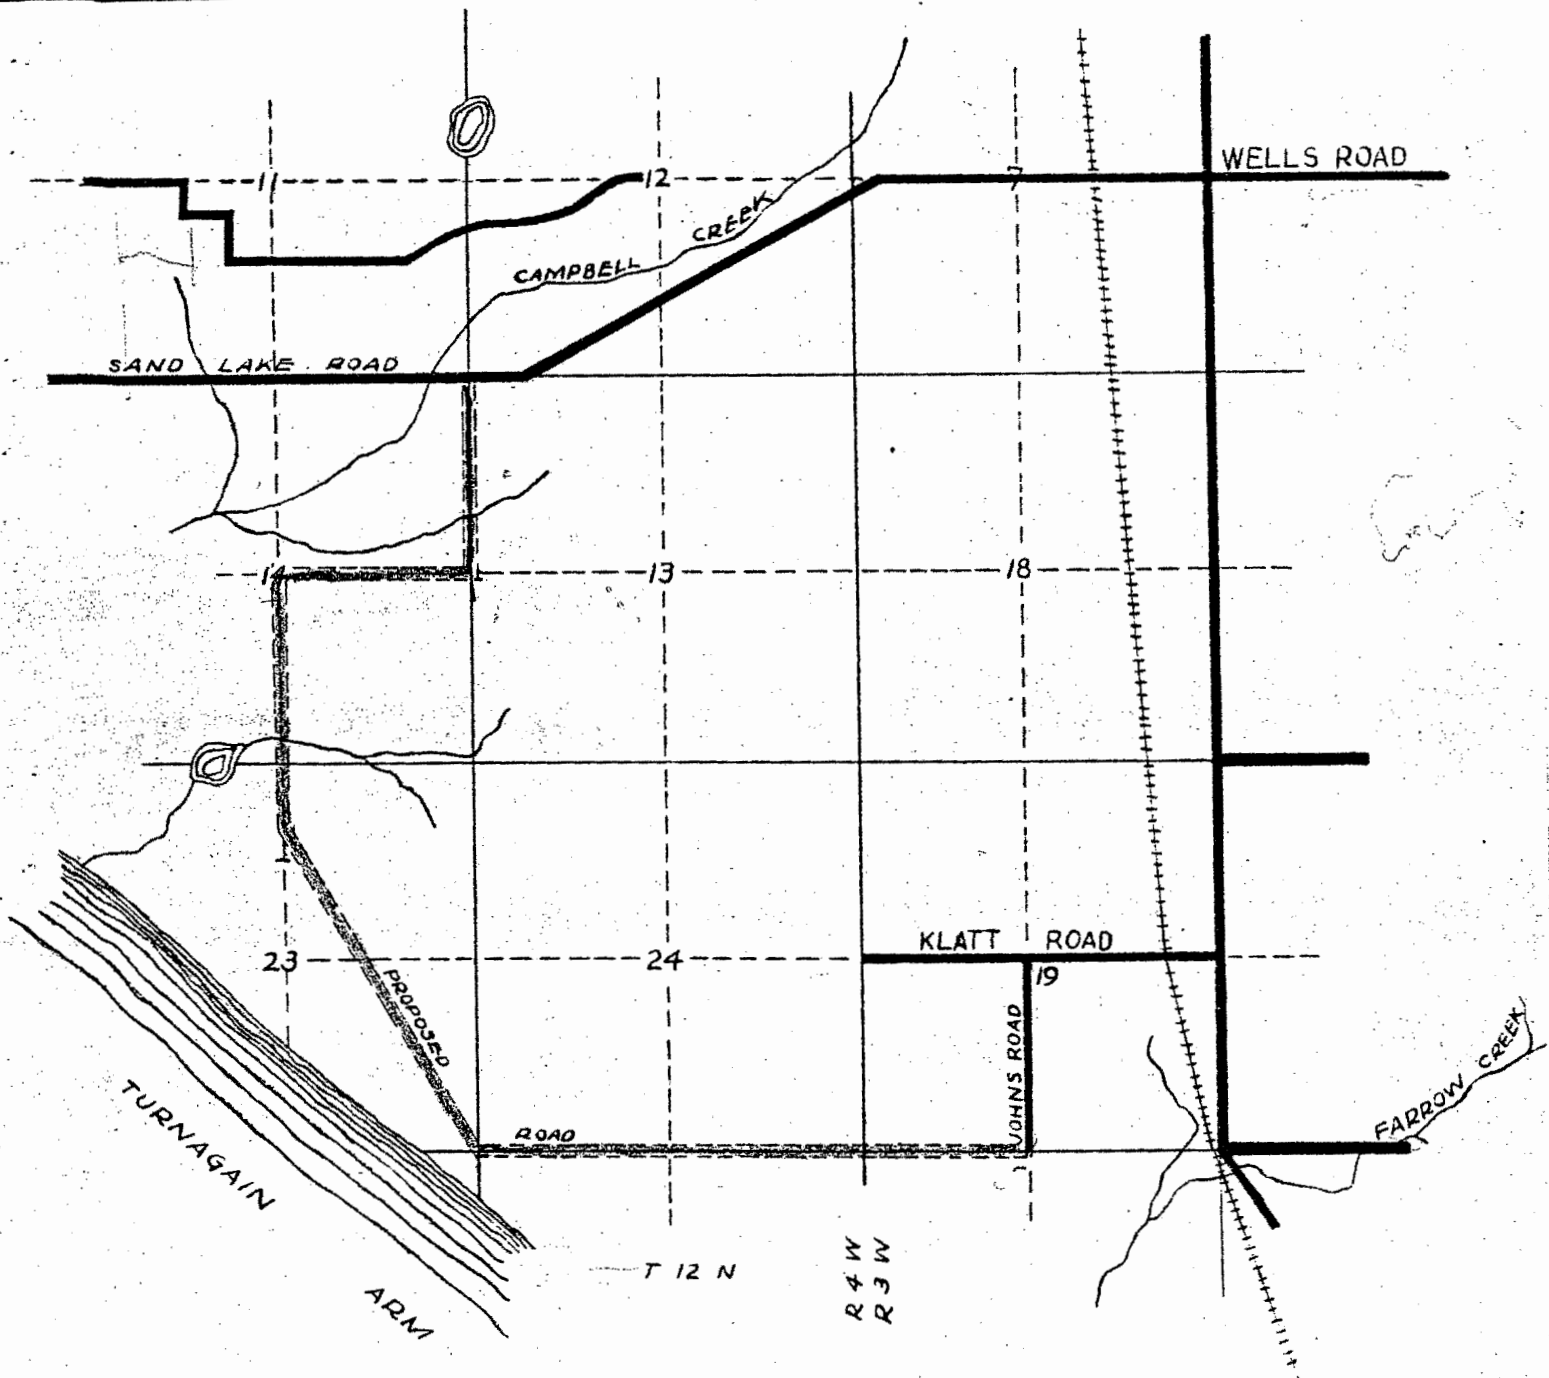 WELLS ROAD
11
12
7
CAMPBELL CREEK
SAND LAKE ROAD
14
13
18
KLATT ROAD
23
24
19
PROPOSED ROAD
JOHNS ROAD
FARROW CREEK
TURNAGAIN ARM
T 12 N
R 4 W
R 3 W